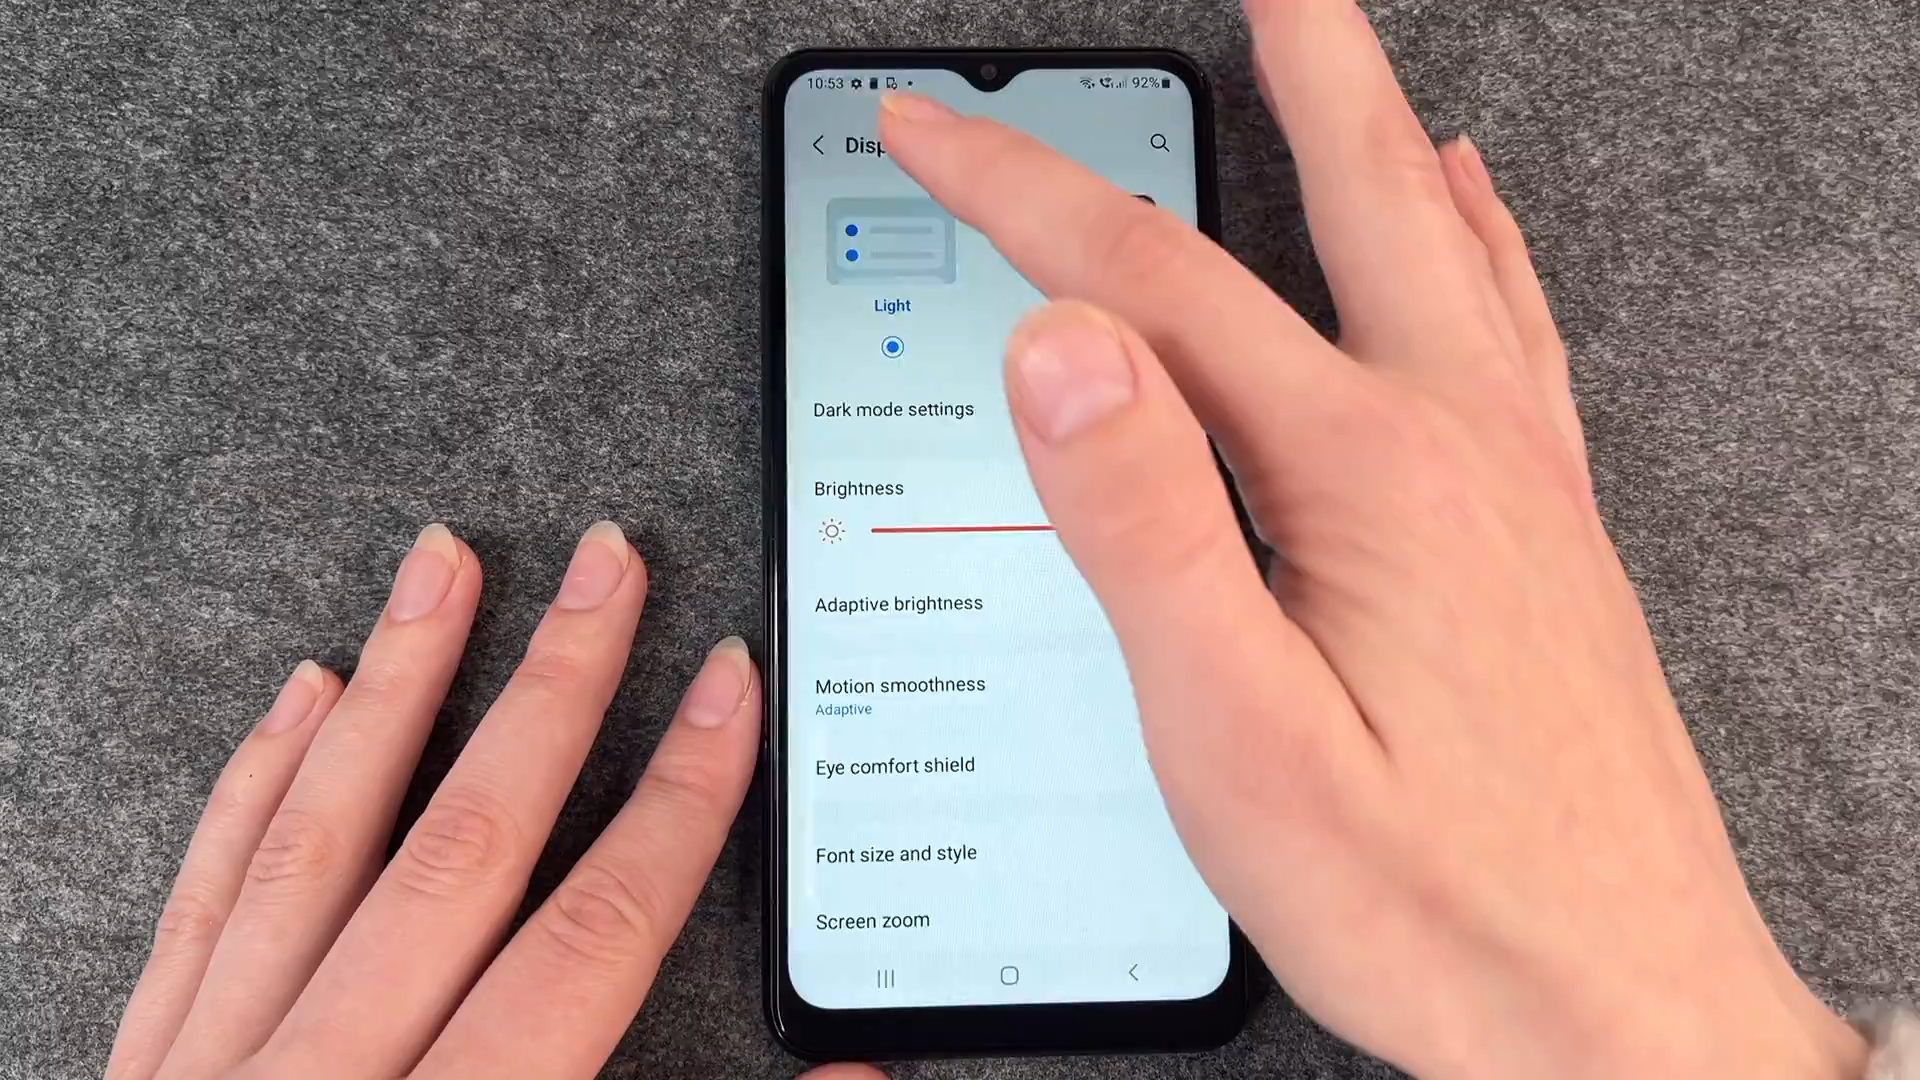 10:53 92%
Disp
Light
Dark mode settings
Brightness
Adaptive brightness
Motion smoothness
Adaptive
Eye comfort shield
Font size and style
Screen zoom